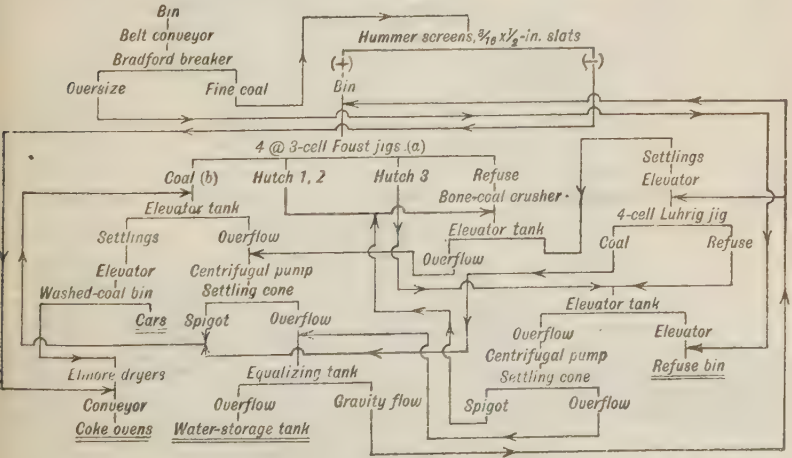 Bin
Belt conveyor
Bradford breaker
Oversize
Fine coal
Hummer screens, 3/16 x 1/2-in. slats
(+)
(-)
Bin
4 @ 3-cell Foust jigs (a)
Coal (b)
Hutch 1, 2
Hutch 3
Refuse
Bone-coal crusher
Elevator tank
Settlings
Elevator
4-cell Luhrig jig
Coal
Refuse
Elevator tank
Settlings
Overflow
Overflow
Elevator
Centrifugal pump
Washed-coal bin
Settling cone
Cars
Spigot
Overflow
Elevator tank
Overflow
Elevator
Centrifugal pump
Refuse bin
Settling cone
Elmore dryers
Equalizing tank
Conveyor
Overflow
Gravity flow
Spigot
Overflow
Coke ovens
Water-storage tank